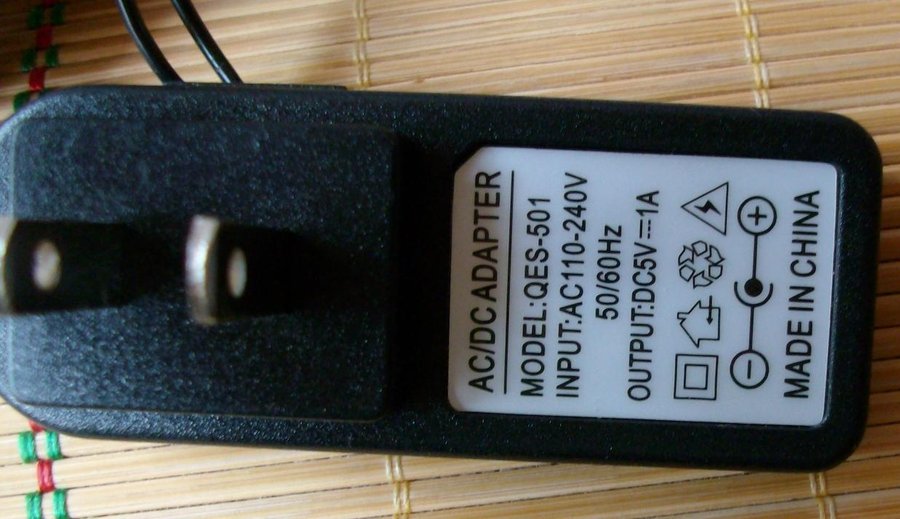 AC/DC ADAPTER
MODEL:QES-501
INPUT:AC110-240V
50/60Hz
OUTPUT:DC5V⎓1A
MADE IN CHINA